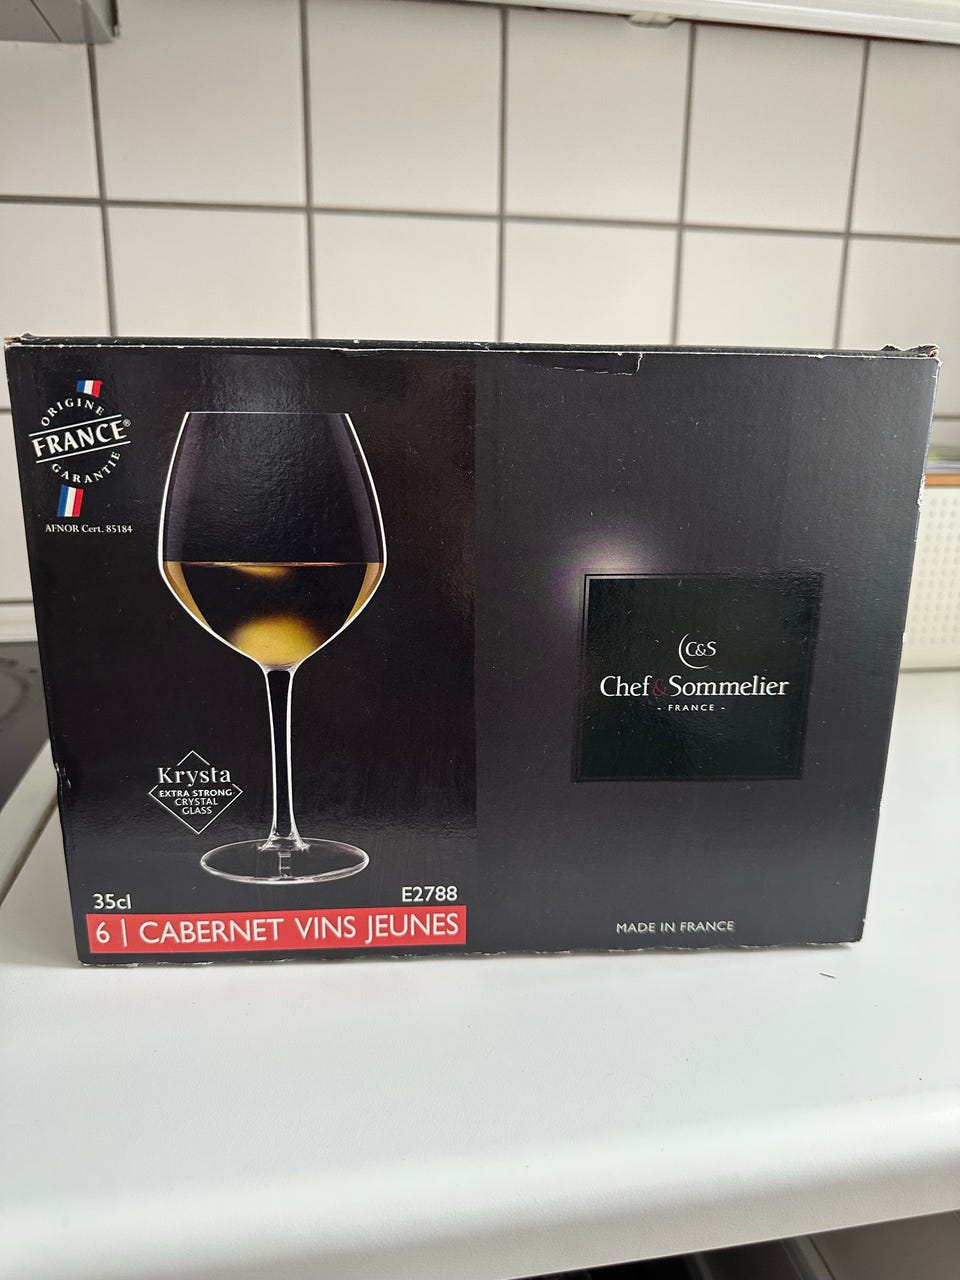 ORIGINE
FRANCE®
GARANTIE
AFNOR Cert. 85184
Krysta
EXTRA STRONG
CRYSTAL
GLASS
35cl
E2788
6 | CABERNET VINS JEUNES
C&S
Chef&Sommelier
- FRANCE -
MADE IN FRANCE